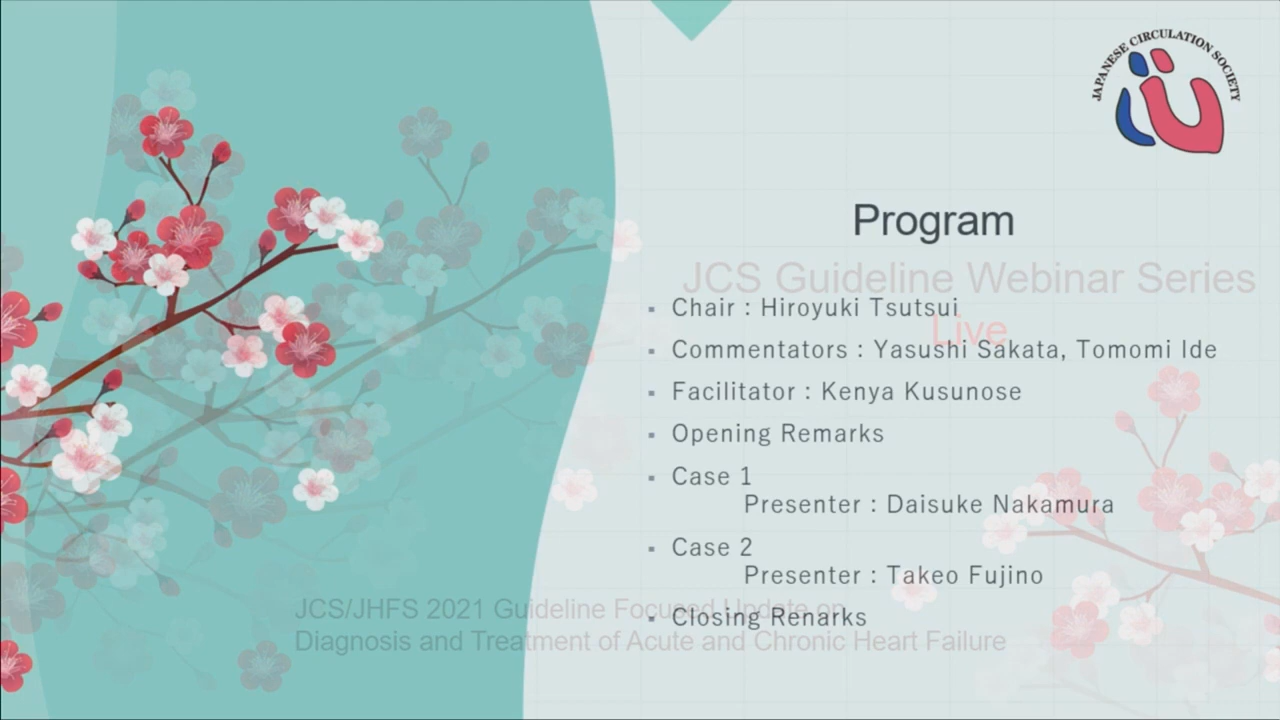 JAPANESE CIRCULATION SOCIETY
Program
JCS Guideline Webinar Series
Live
▪ Chair : Hiroyuki Tsutsui
▪ Commentators : Yasushi Sakata, Tomomi Ide
▪ Facilitator : Kenya Kusunose
▪ Opening Remarks
▪ Case 1
Presenter : Daisuke Nakamura
▪ Case 2
Presenter : Takeo Fujino
▪ Closing Renarks
JCS/JHFS 2021 Guideline Focused Update on
Diagnosis and Treatment of Acute and Chronic Heart Failure